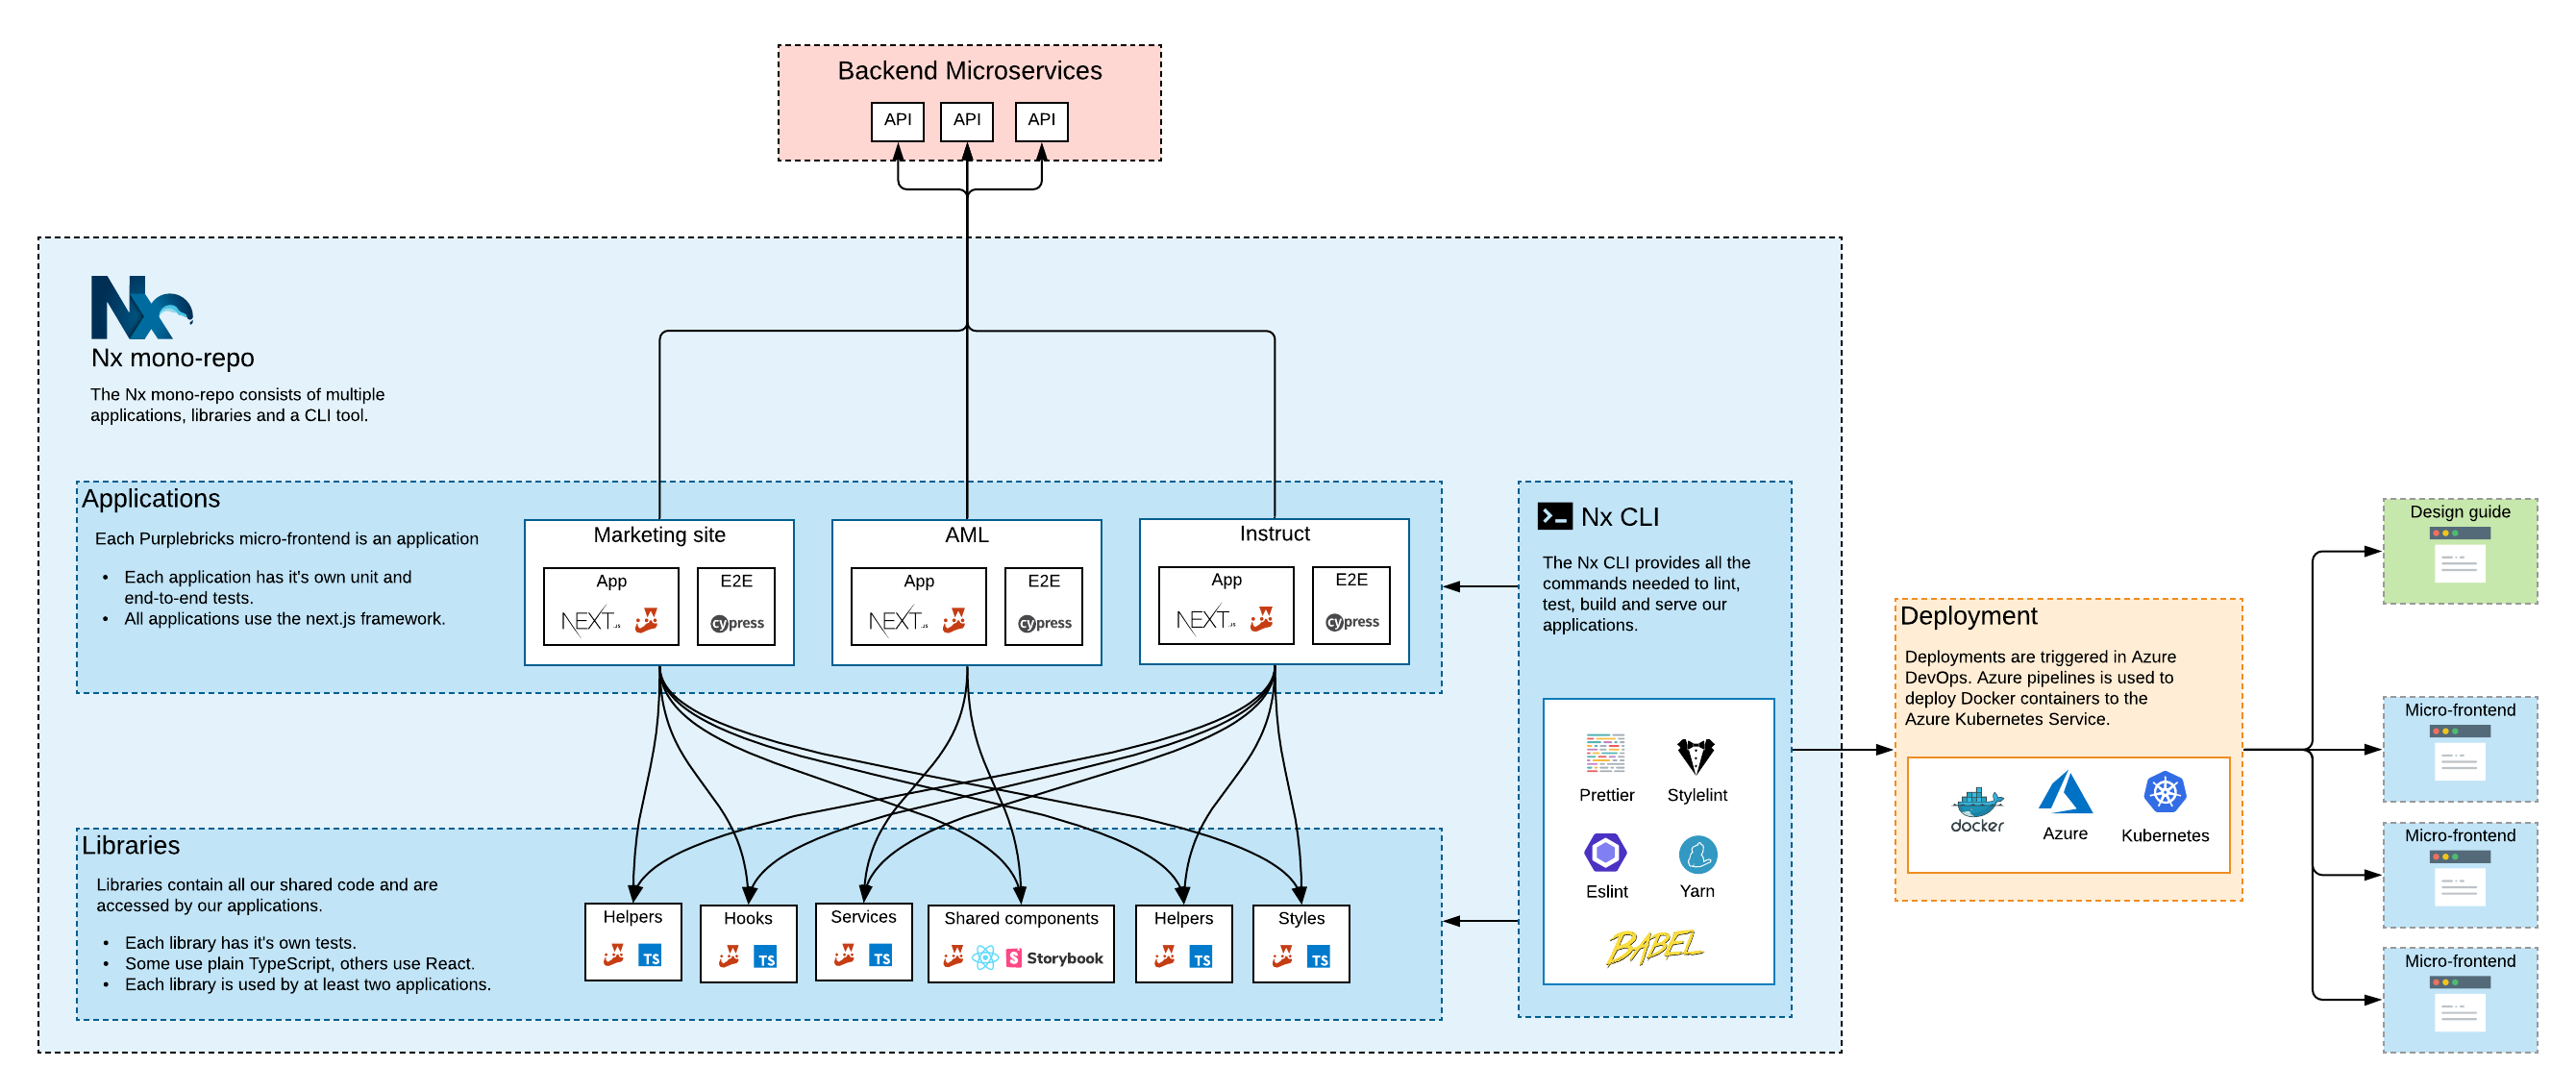 Backend Microservices
API
API
API
Nx
Nx mono-repo
The Nx mono-repo consists of multiple
applications, libraries and a CLI tool.
Applications
Each Purplebricks micro-frontend is an application
• Each application has it's own unit and
end-to-end tests.
• All applications use the next.js framework.
Marketing site
App
E2E
NEXT.JS
cypress
AML
App
E2E
NEXT.JS
cypress
Instruct
App
E2E
NEXT.JS
cypress
Libraries
Libraries contain all our shared code and are
accessed by our applications.
• Each library has it's own tests.
• Some use plain TypeScript, others use React.
• Each library is used by at least two applications.
Helpers
TS
Hooks
TS
Services
TS
Shared components
S Storybook
Helpers
TS
Styles
TS
Nx CLI
The Nx CLI provides all the
commands needed to lint,
test, build and serve our
applications.
Prettier
Stylelint
Eslint
Yarn
BABEL
Deployment
Deployments are triggered in Azure
DevOps. Azure pipelines is used to
deploy Docker containers to the
Azure Kubernetes Service.
docker
Azure
Kubernetes
Design guide
Micro-frontend
Micro-frontend
Micro-frontend